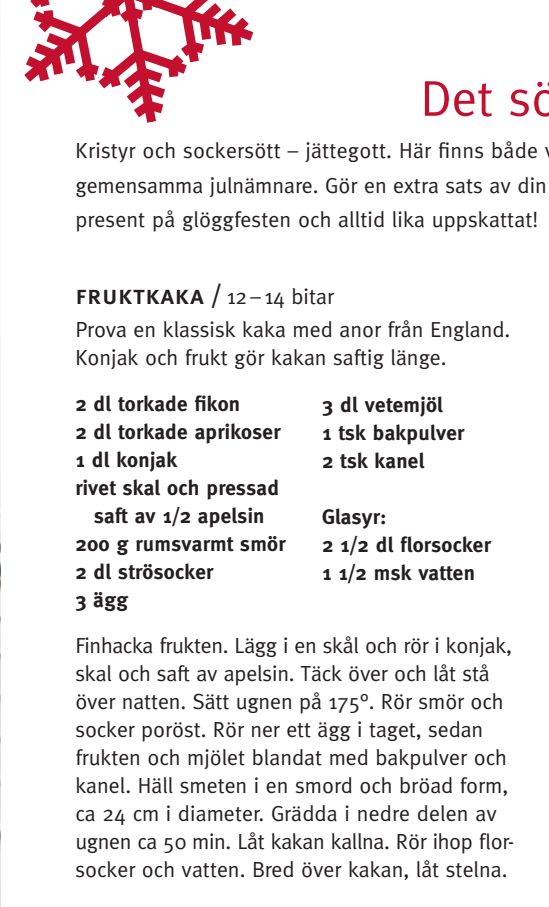 Det
Kristyr och sockersött – jättegott. Här finns både
gemensamma julnämnare. Gör en extra sats av din
present på glöggfesten och alltid lika uppskattat!
FRUKTKAKA / 12–14 bitar
Prova en klassisk kaka med anor från England.
Konjak och frukt gör kakan saftig länge.
2 dl torkade fikon
2 dl torkade aprikoser
1 dl konjak
rivet skal och pressad
saft av 1/2 apelsin
200 g rumsvarmt smör
2 dl strösocker
3 ägg
3 dl vetemjöl
1 tsk bakpulver
2 tsk kanel
Glasyr:
2 1/2 dl florsocker
1 1/2 msk vatten
Finhacka frukten. Lägg i en skål och rör i konjak,
skal och saft av apelsin. Täck över och låt stå
över natten. Sätt ugnen på 175°. Rör smör och
socker poröst. Rör ner ett ägg i taget, sedan
frukten och mjölet blandat med bakpulver och
kanel. Häll smeten i en smord och bröad form,
ca 24 cm i diameter. Grädda i nedre delen av
ugnen ca 50 min. Låt kakan kallna. Rör ihop flor-
socker och vatten. Bred över kakan, låt stelna.